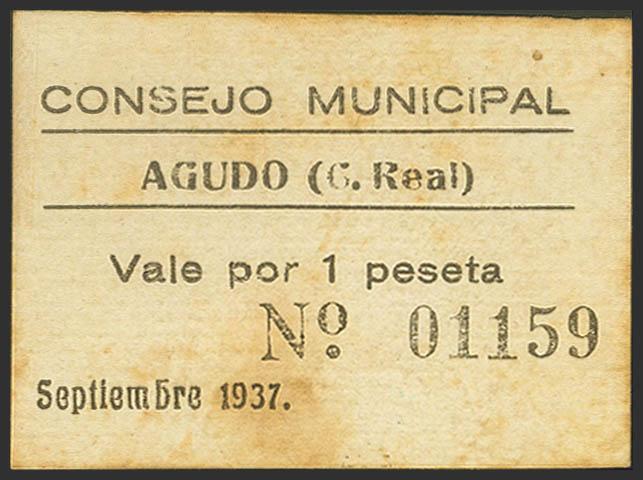 CONSEJO MUNICIPAL
AGUDO (C. Real)
Vale por 1 peseta
Nº. 01159
Septiembre 1937.